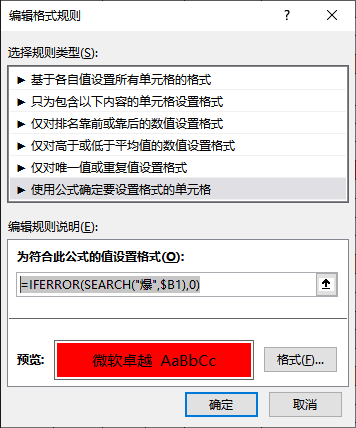 编辑格式规则
?
×
选择规则类型(S):
► 基于各自值设置所有单元格的格式
► 只为包含以下内容的单元格设置格式
► 仅对排名靠前或靠后的数值设置格式
► 仅对高于或低于平均值的数值设置格式
► 仅对唯一值或重复值设置格式
► 使用公式确定要设置格式的单元格
编辑规则说明(E):
为符合此公式的值设置格式(O):
=IFERROR(SEARCH("爆",$B1),0)
预览:
微软卓越 AaBbCc
格式(F)...
确定
取消